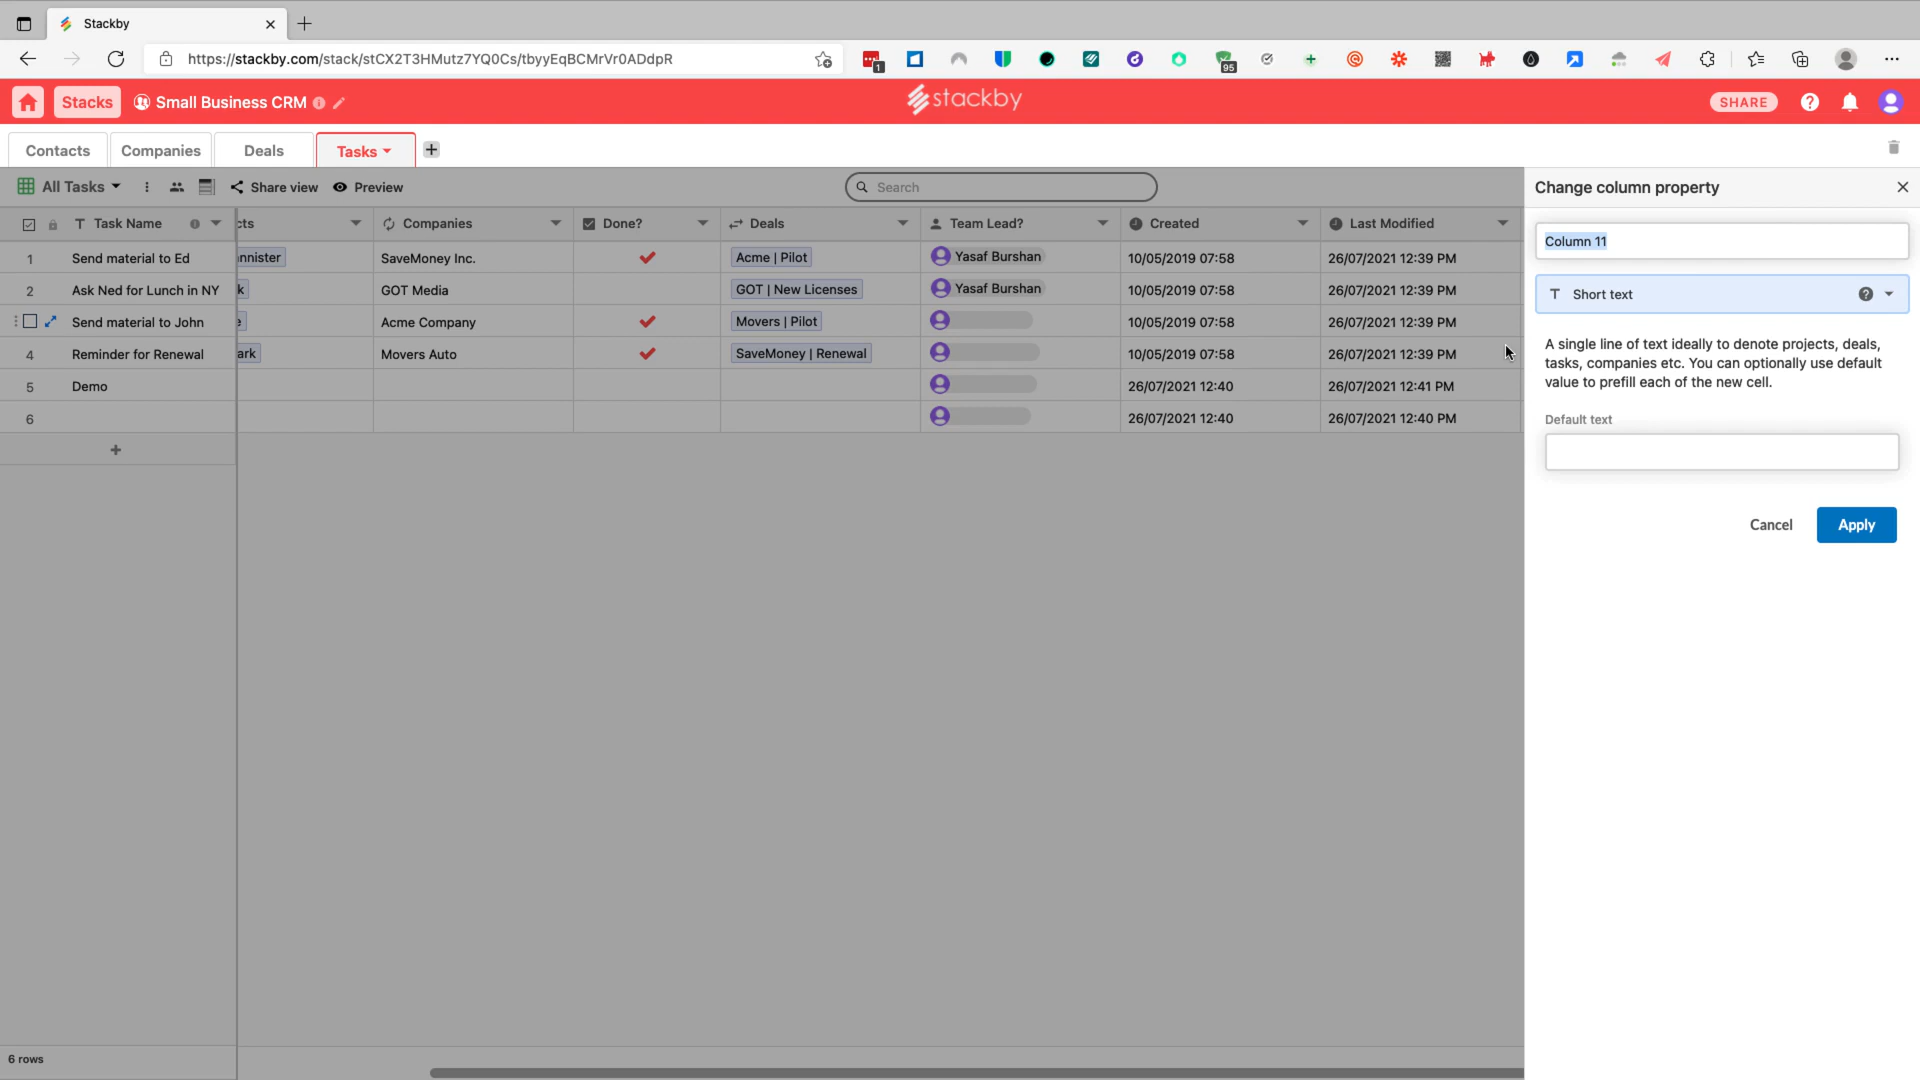 Stackby
https://stackby.com/stack/stCX2T3HMutz7YQ0Cs/tbyyEqBCMrVr0ADdpR
1
95
Stacks
Small Business CRM
stackby
SHARE
Contacts
Companies
Deals
Tasks
All Tasks
Share view
Preview
Search
Change column property
Task Name
cts
Companies
Done?
Deals
Team Lead?
Created
Last Modified
Column 11
1 Send material to Ed nnister SaveMoney Inc. Acme | Pilot Yasaf Burshan 10/05/2019 07:58 26/07/2021 12:39 PM
2 Ask Ned for Lunch in NY k GOT Media GOT | New Licenses Yasaf Burshan 10/05/2019 07:58 26/07/2021 12:39 PM
Short text
Send material to John e Acme Company Movers | Pilot 10/05/2019 07:58 26/07/2021 12:39 PM
4 Reminder for Renewal ark Movers Auto SaveMoney | Renewal 10/05/2019 07:58 26/07/2021 12:39 PM
5 Demo 26/07/2021 12:40 26/07/2021 12:41 PM
6 26/07/2021 12:40 26/07/2021 12:40 PM
A single line of text ideally to denote projects, deals,
tasks, companies etc. You can optionally use default
value to prefill each of the new cell.
Default text
Cancel
Apply
6 rows